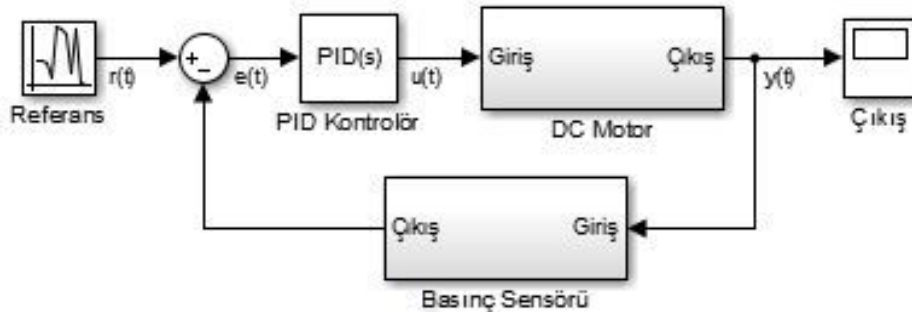 Referans
r(t)
+
−
e(t)
PID(s)
PID Kontrolör
u(t)
Giriş
Çıkış
DC Motor
y(t)
Çıkış
Çıkış
Giriş
Basınç Sensörü